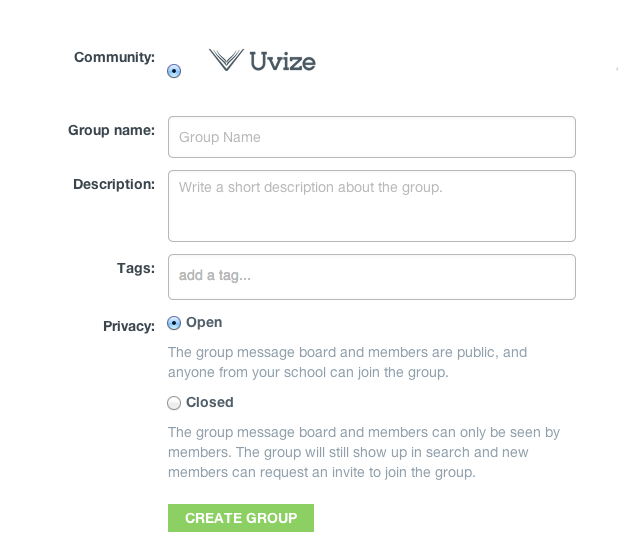 Community:
Uvize
Group name:
Group Name
Description:
Write a short description about the group.
Tags:
add a tag...
Privacy:
Open
The group message board and members are public, and
anyone from your school can join the group.
Closed
The group message board and members can only be seen by
members. The group will still show up in search and new
members can request an invite to join the group.
CREATE GROUP